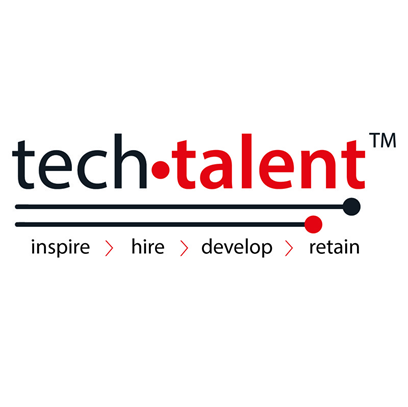 tech•talent™
inspire > hire > develop > retain